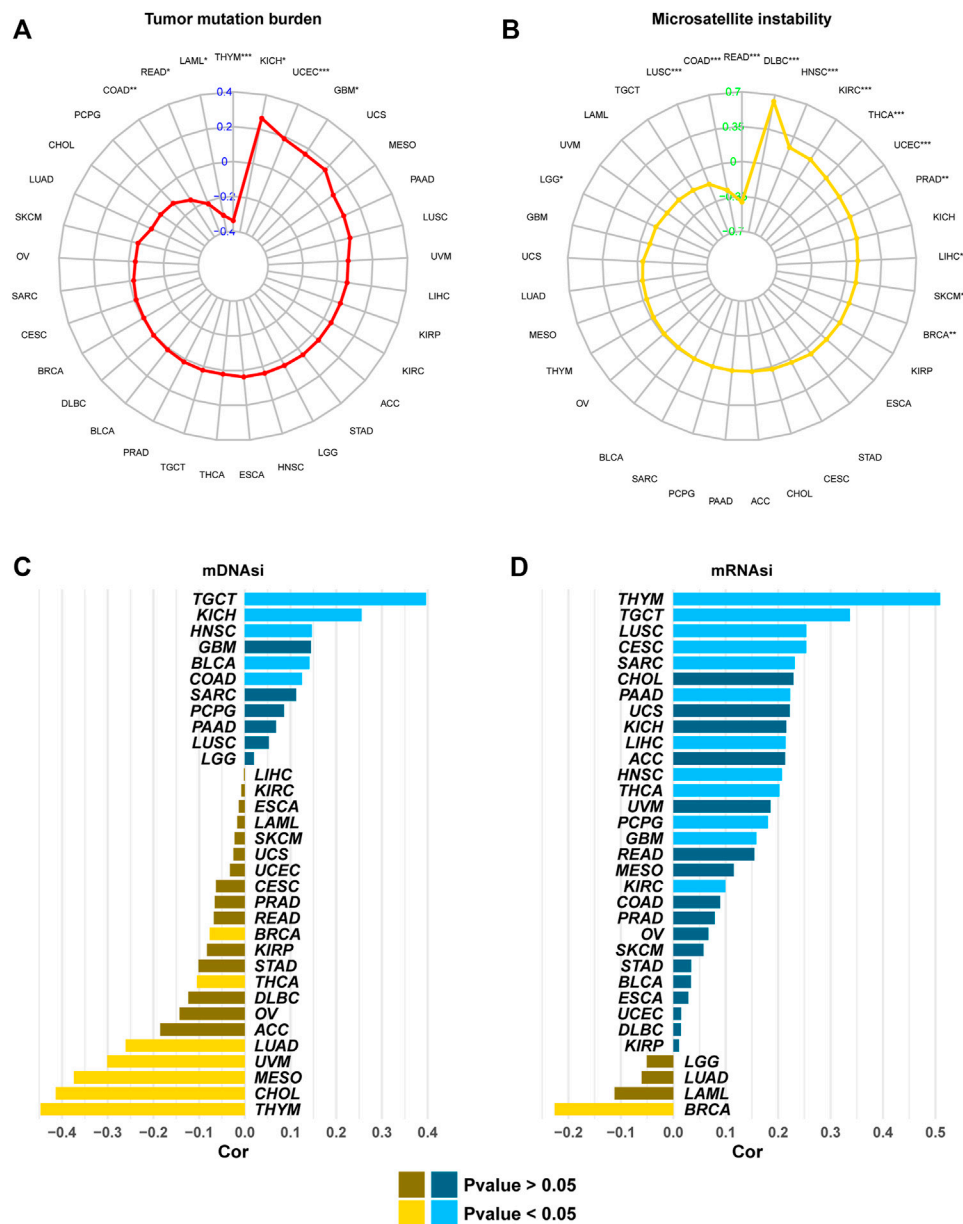 A
Tumor mutation burden
THYM***
KICH*
UCEC***
GBM*
UCS
MESO
PAAD
LUSC
UVM
LIHC
KIRP
KIRC
ACC
STAD
LGG
HNSC
ESCA
THCA
TGCT
PRAD
BLCA
DLBC
BRCA
CESC
SARC
OV
SKCM
LUAD
CHOL
PCPG
COAD**
READ*
LAML*
0.4
0.2
0
−0.2
−0.4
B
Microsatellite instability
READ***
DLBC***
HNSC***
KIRC***
THCA***
UCEC***
PRAD**
KICH
LIHC*
SKCM*
BRCA**
KIRP
ESCA
STAD
CESC
CHOL
ACC
PAAD
PCPG
SARC
BLCA
OV
THYM
MESO
LUAD
UCS
GBM
LGG*
UVM
LAML
TGCT
LUSC***
COAD***
0.7
0.35
0
−0.35
−0.7
C
mDNAsi
TGCT
KICH
HNSC
GBM
BLCA
COAD
SARC
PCPG
PAAD
LUSC
LGG
LIHC
KIRC
ESCA
LAML
SKCM
UCS
UCEC
CESC
PRAD
READ
BRCA
KIRP
STAD
THCA
DLBC
OV
ACC
LUAD
UVM
MESO
CHOL
THYM
−0.4 −0.3 −0.2 −0.1 0.0 0.1 0.2 0.3 0.4
Cor
D
mRNAsi
THYM
TGCT
LUSC
CESC
SARC
CHOL
PAAD
UCS
KICH
LIHC
ACC
HNSC
THCA
UVM
PCPG
GBM
READ
MESO
KIRC
COAD
PRAD
OV
SKCM
STAD
BLCA
ESCA
UCEC
DLBC
KIRP
LGG
LUAD
LAML
BRCA
−0.2 −0.1 0.0 0.1 0.2 0.3 0.4 0.5
Cor
Pvalue > 0.05
Pvalue < 0.05